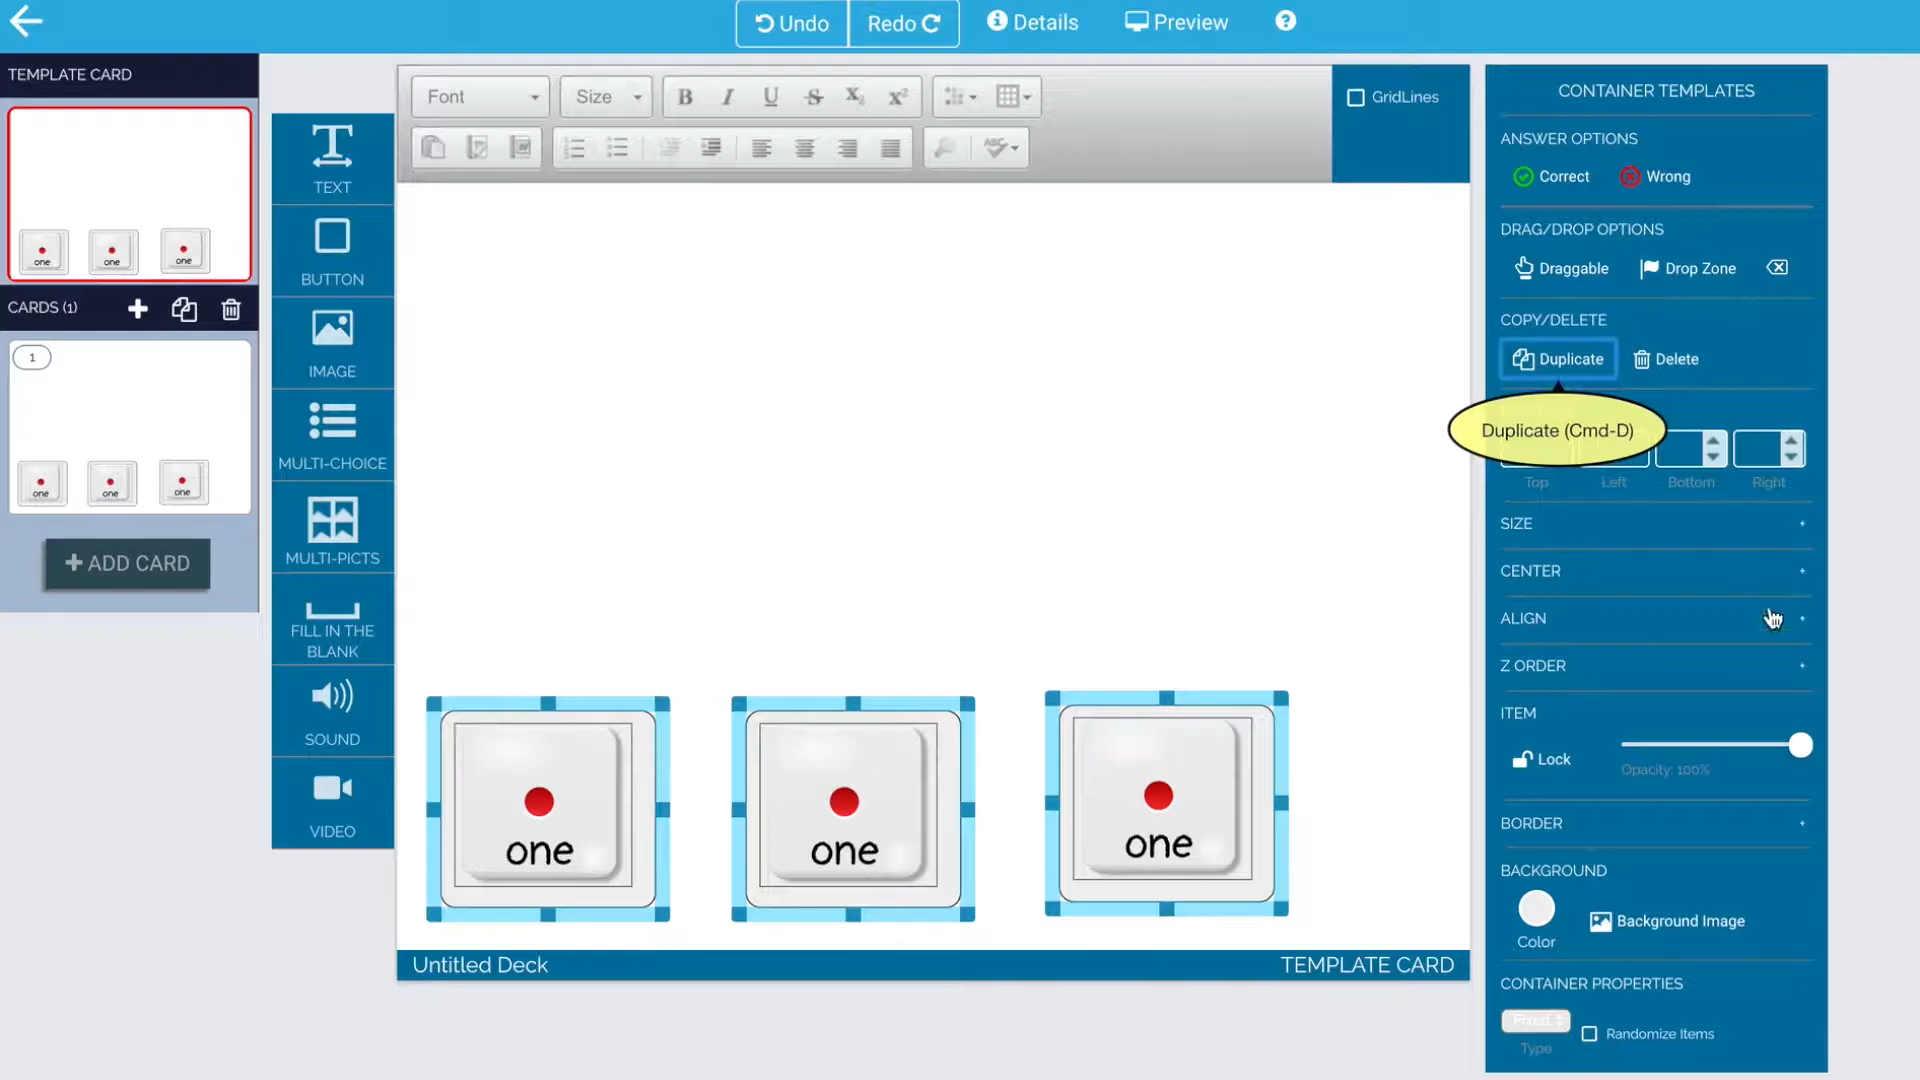 Undo
Redo
Details
Preview
TEMPLATE CARD
one
one
one
CARDS (1)
1
one
one
one
ADD CARD
TEXT
BUTTON
IMAGE
MULTI-CHOICE
MULTI-PICTS
FILL IN THE
BLANK
SOUND
VIDEO
Font
Size
B I U S X₂ X²
ABC
GridLines
one
one
one
Untitled Deck
TEMPLATE CARD
CONTAINER TEMPLATES
ANSWER OPTIONS
Correct
Wrong
DRAG/DROP OPTIONS
Draggable
Drop Zone
COPY/DELETE
Duplicate
Delete
Duplicate (Cmd-D)
Top
Left
Bottom
Right
SIZE +
CENTER +
ALIGN +
Z ORDER +
ITEM
Lock
Opacity: 100%
BORDER +
BACKGROUND
Color
Background Image
CONTAINER PROPERTIES
Type
Randomize Items